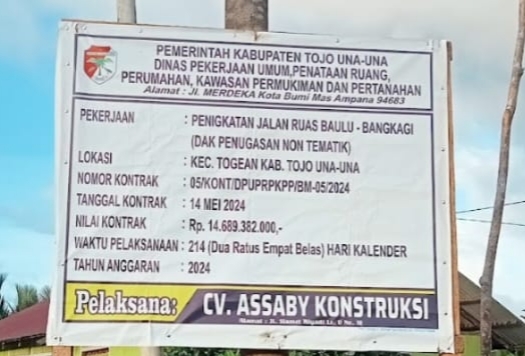 PEMERINTAH KABUPATEN TOJO UNA-UNA
DINAS PEKERJAAN UMUM,PENATAAN RUANG,
PERUMAHAN, KAWASAN PERMUKIMAN DAN PERTANAHAN
Alamat : Jl. MERDEKA Kota Bumi Mas Ampana 94683
PEKERJAAN : PENIGKATAN JALAN RUAS BAULU - BANGKAGI
(DAK PENUGASAN NON TEMATIK)
LOKASI : KEC. TOGEAN KAB. TOJO UNA-UNA
NOMOR KONTRAK : 05/KONT/DPUPRPKPP/BM-05/2024
TANGGAL KONTRAK : 14 MEI 2024
NILAI KONTRAK : Rp. 14.689.382.000,-
WAKTU PELAKSANAAN : 214 (Dua Ratus Empat Belas) HARI KALENDER
TAHUN ANGGARAN : 2024
Pelaksana: CV. ASSABY KONSTRUKSI
Alamat : Jl. Slamet Riyadi